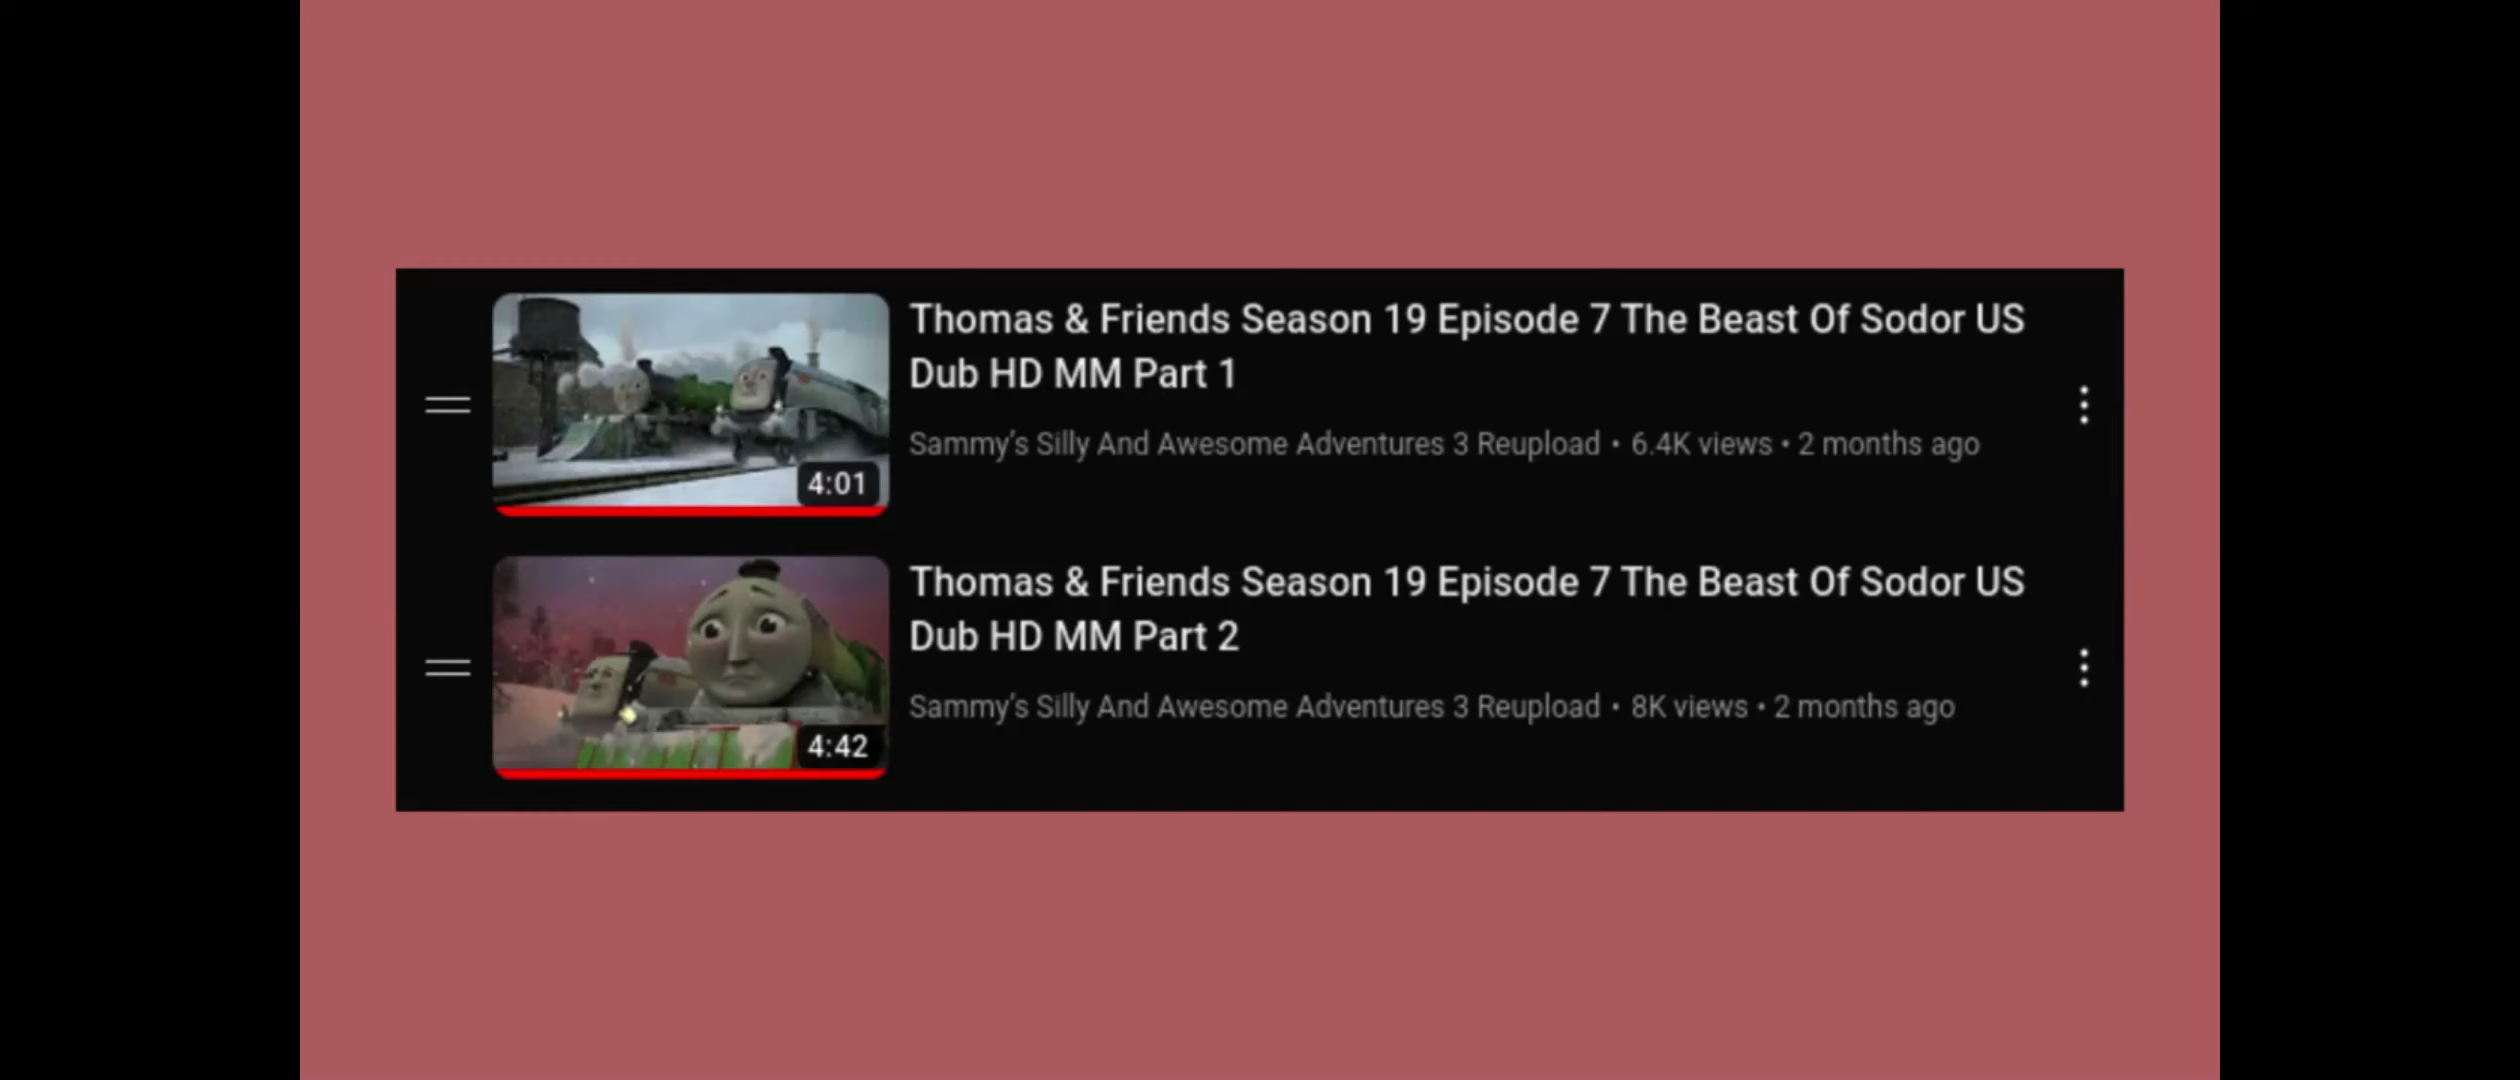 Thomas & Friends Season 19 Episode 7 The Beast Of Sodor US
Dub HD MM Part 1
Sammy's Silly And Awesome Adventures 3 Reupload • 6.4K views • 2 months ago
4:01
Thomas & Friends Season 19 Episode 7 The Beast Of Sodor US
Dub HD MM Part 2
Sammy's Silly And Awesome Adventures 3 Reupload • 8K views • 2 months ago
4:42